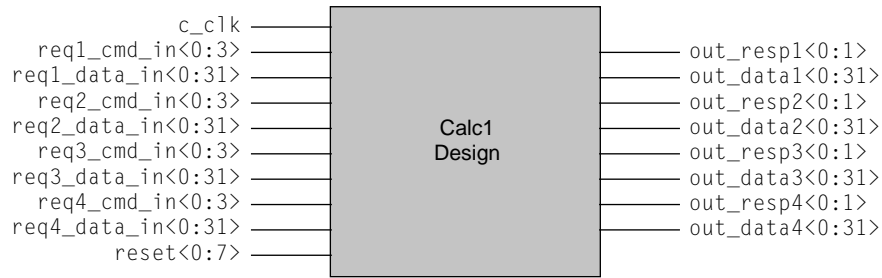 c_clk
req1_cmd_in<0:3>
req1_data_in<0:31>
req2_cmd_in<0:3>
req2_data_in<0:31>
req3_cmd_in<0:3>
req3_data_in<0:31>
req4_cmd_in<0:3>
req4_data_in<0:31>
reset<0:7>
Calc1
Design
out_resp1<0:1>
out_data1<0:31>
out_resp2<0:1>
out_data2<0:31>
out_resp3<0:1>
out_data3<0:31>
out_resp4<0:1>
out_data4<0:31>